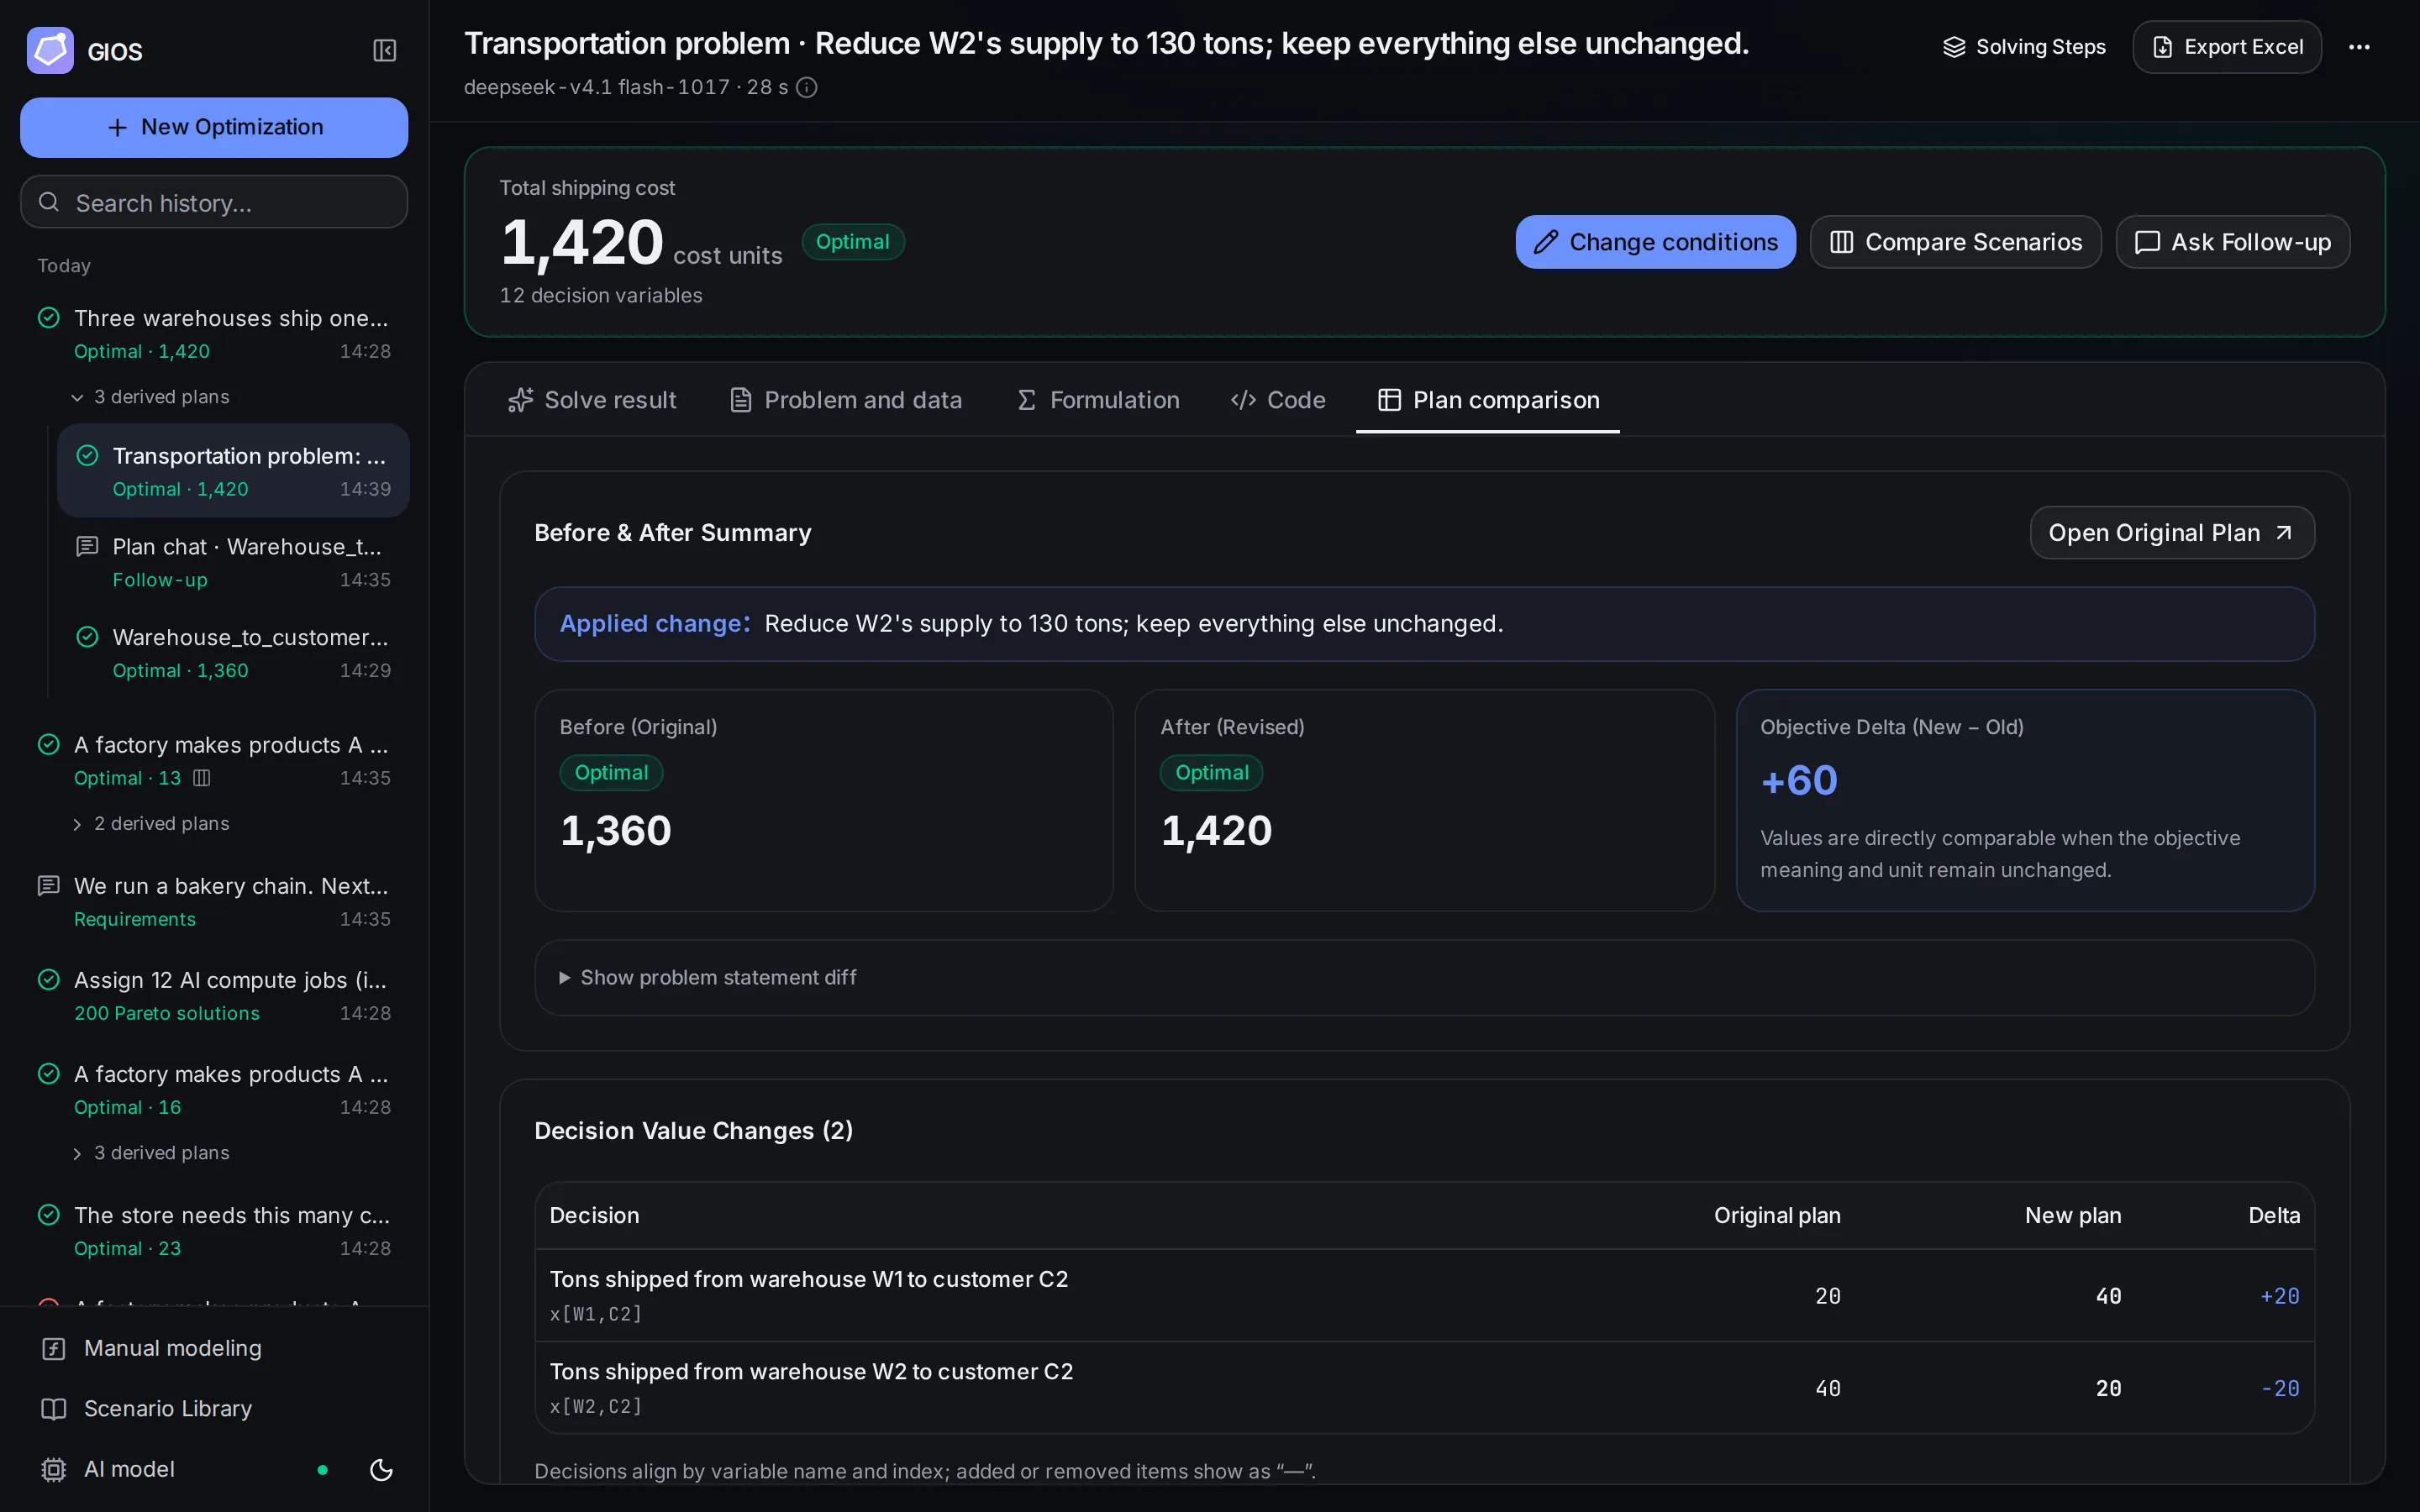 GIOS
New Optimization
Search history...
Today
Three warehouses ship one...
Optimal · 1,420 14:28
3 derived plans
Transportation problem: ...
Optimal · 1,420 14:39
Plan chat · Warehouse_t...
Follow-up 14:35
Warehouse_to_customer...
Optimal · 1,360 14:29
A factory makes products A ...
Optimal · 13 14:35
2 derived plans
We run a bakery chain. Next...
Requirements 14:35
Assign 12 AI compute jobs (i...
200 Pareto solutions 14:28
A factory makes products A ...
Optimal · 16 14:28
3 derived plans
The store needs this many c...
Optimal · 23 14:28
Manual modeling
Scenario Library
AI model
Transportation problem · Reduce W2's supply to 130 tons; keep everything else unchanged.
deepseek-v4.1 flash-1017 · 28 s
Solving Steps
Export Excel
Total shipping cost
1,420 cost units Optimal
12 decision variables
Change conditions
Compare Scenarios
Ask Follow-up
Solve result
Problem and data
Formulation
Code
Plan comparison
Before & After Summary
Open Original Plan
Applied change: Reduce W2's supply to 130 tons; keep everything else unchanged.
Before (Original)
Optimal
1,360
After (Revised)
Optimal
1,420
Objective Delta (New – Old)
+60
Values are directly comparable when the objective
meaning and unit remain unchanged.
Show problem statement diff
Decision Value Changes (2)
Decision Original plan New plan Delta
Tons shipped from warehouse W1 to customer C2
x[W1,C2]
20 40 +20
Tons shipped from warehouse W2 to customer C2
x[W2,C2]
40 20 -20
Decisions align by variable name and index; added or removed items show as “—”.